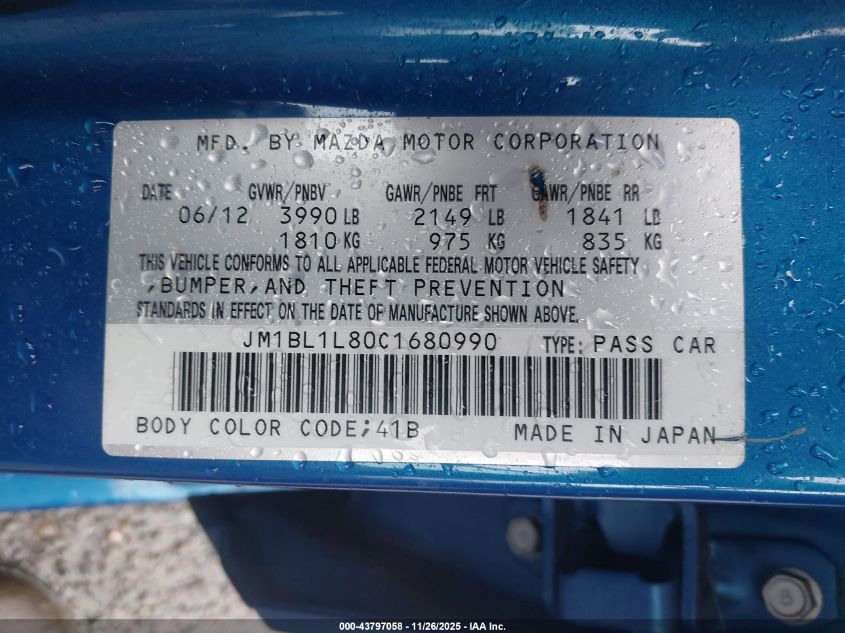 MFD. BY MAZDA MOTOR CORPORATION
DATE GVWR/PNBV GAWR/PNBE FRT GAWR/PNBE RR
06/12 3990 LB 2149 LB 1841 LB
1810 KG 975 KG 835 KG
THIS VEHICLE CONFORMS TO ALL APPLICABLE FEDERAL MOTOR VEHICLE SAFETY
,BUMPER,AND THEFT PREVENTION
STANDARDS IN EFFECT ON THE DATE OF MANUFACTURE SHOWN ABOVE.
JM1BL1L80C1680990 TYPE: PASS CAR
BODY COLOR CODE;41B MADE IN JAPAN
000-43797058 - 11/26/2025 - IAA Inc.